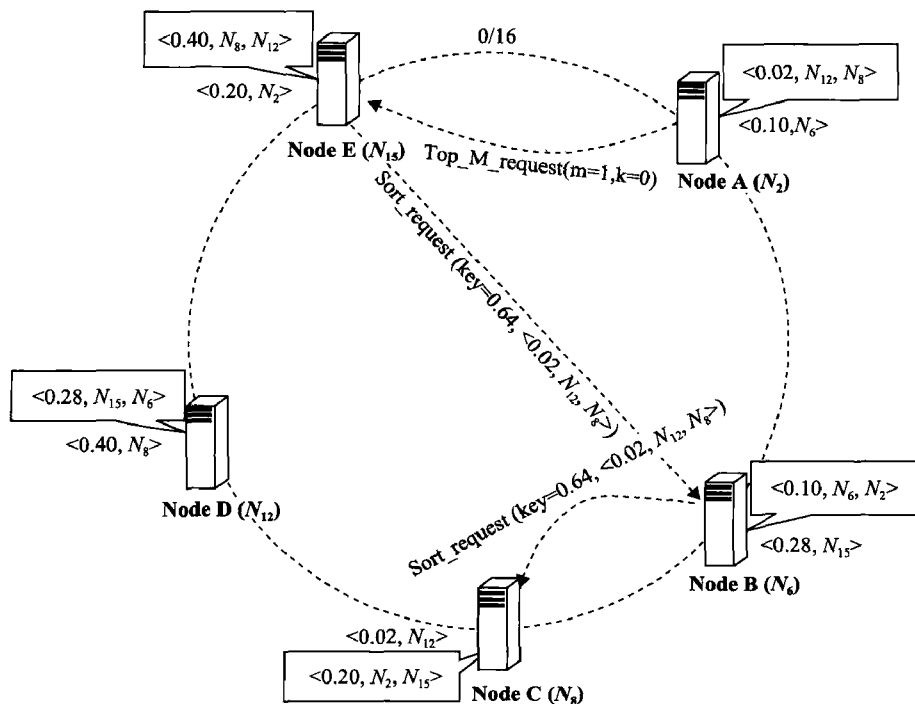 <0.40, N₈, N₁₂>
0/16
<0.02, N₁₂, N₈>
<0.20, N₂>
<0.10,N₆>
Node E (N₁₅)
Top_M_request(m=1,k=0)
Node A (N₂)
Sort_request (key=0.64, <0.02, N₁₂, N₈>)
<0.28, N₁₅, N₆>
<0.40, N₈>
Node D (N₁₂)
Sort_request (key=0.64, <0.02, N₁₂, N₈>)
<0.10, N₆, N₂>
<0.28, N₁₅>
Node B (N₆)
<0.02, N₁₂>
<0.20, N₂, N₁₅>
Node C (N₈)